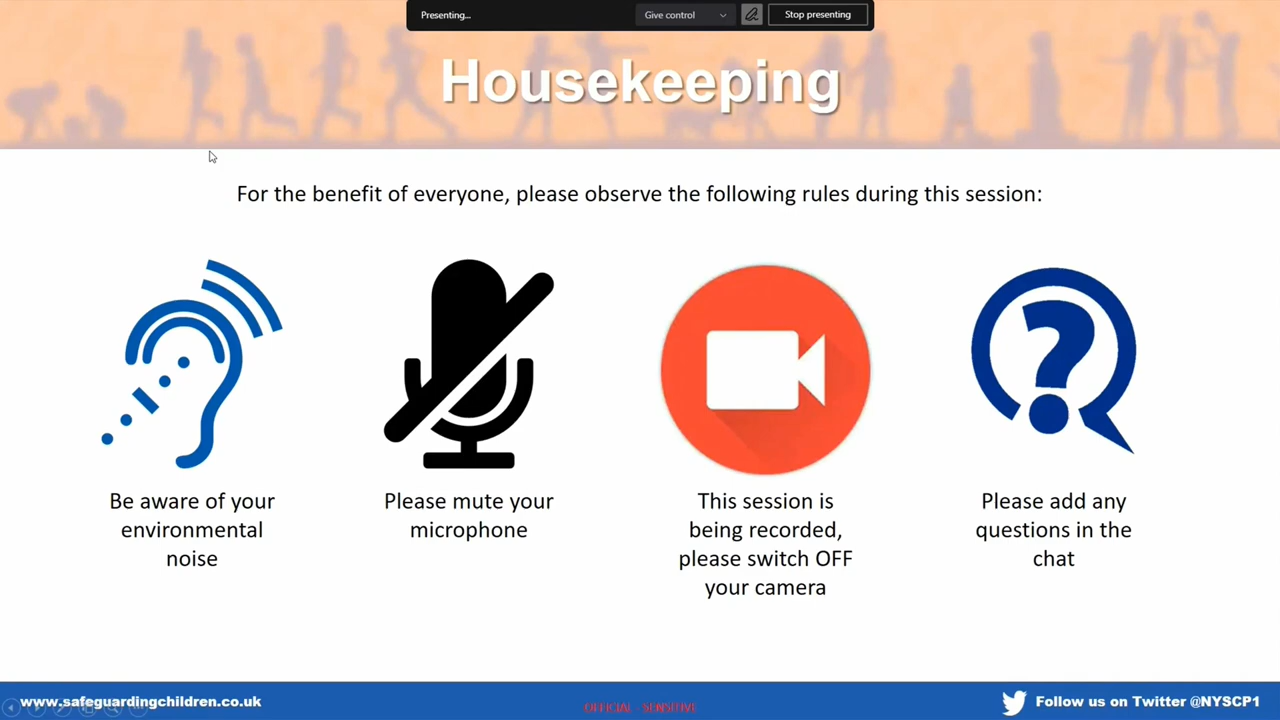 Presenting...
Give control
Stop presenting
Housekeeping
For the benefit of everyone, please observe the following rules during this session:
Be aware of your
environmental
noise
Please mute your
microphone
This session is
being recorded,
please switch OFF
your camera
Please add any
questions in the
chat
www.safeguardingchildren.co.uk
OFFICIAL - SENSITIVE
Follow us on Twitter @NYSCP1